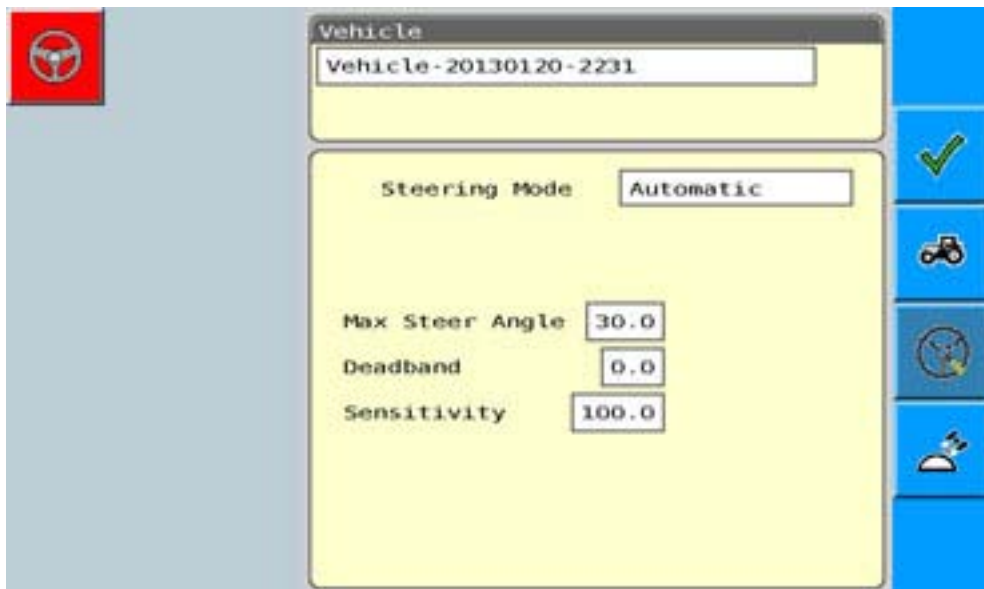 Vehicle
Vehicle-20130120-2231
Steering Mode Automatic
Max Steer Angle 30.0
Deadband 0.0
Sensitivity 100.0